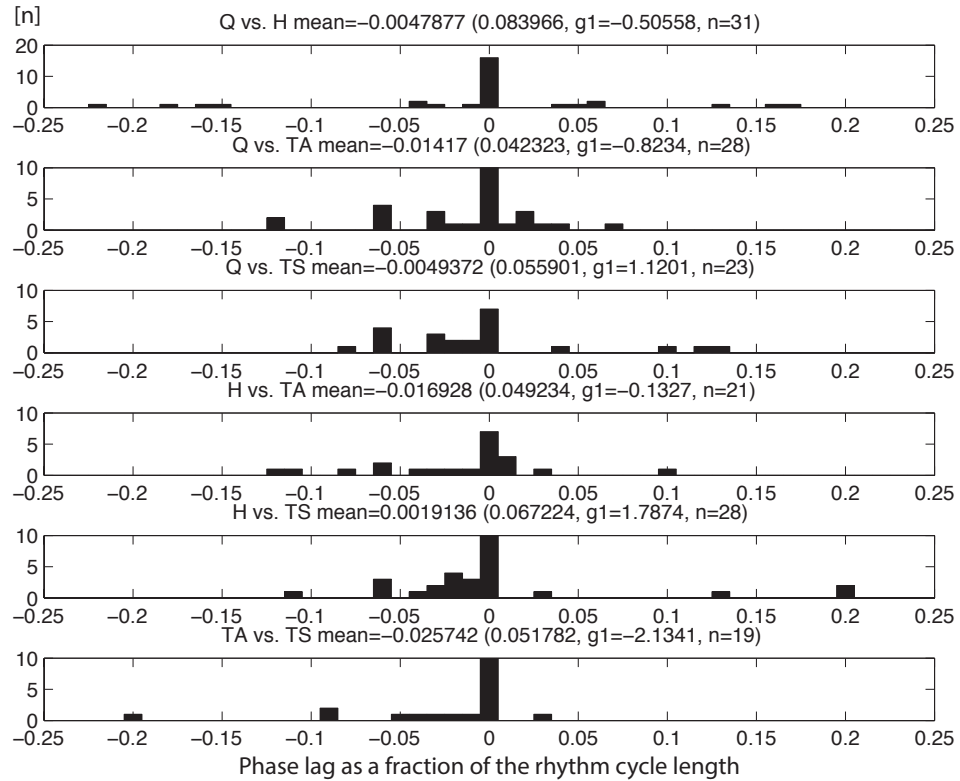 [n]
Q vs. H mean=−0.0047877 (0.083966, g1=−0.50558, n=31)
20
10
0
−0.25 −0.2 −0.15 −0.1 −0.05 0 0.05 0.1 0.15 0.2 0.25
Q vs. TA mean=−0.01417 (0.042323, g1=−0.8234, n=28)
10
5
0
−0.25 −0.2 −0.15 −0.1 −0.05 0 0.05 0.1 0.15 0.2 0.25
Q vs. TS mean=−0.0049372 (0.055901, g1=1.1201, n=23)
10
5
0
−0.25 −0.2 −0.15 −0.1 −0.05 0 0.05 0.1 0.15 0.2 0.25
H vs. TA mean=−0.016928 (0.049234, g1=−0.1327, n=21)
10
5
0
−0.25 −0.2 −0.15 −0.1 −0.05 0 0.05 0.1 0.15 0.2 0.25
H vs. TS mean=0.0019136 (0.067224, g1=1.7874, n=28)
10
5
0
−0.25 −0.2 −0.15 −0.1 −0.05 0 0.05 0.1 0.15 0.2 0.25
TA vs. TS mean=−0.025742 (0.051782, g1=−2.1341, n=19)
10
5
0
−0.25 −0.2 −0.15 −0.1 −0.05 0 0.05 0.1 0.15 0.2 0.25
Phase lag as a fraction of the rhythm cycle length